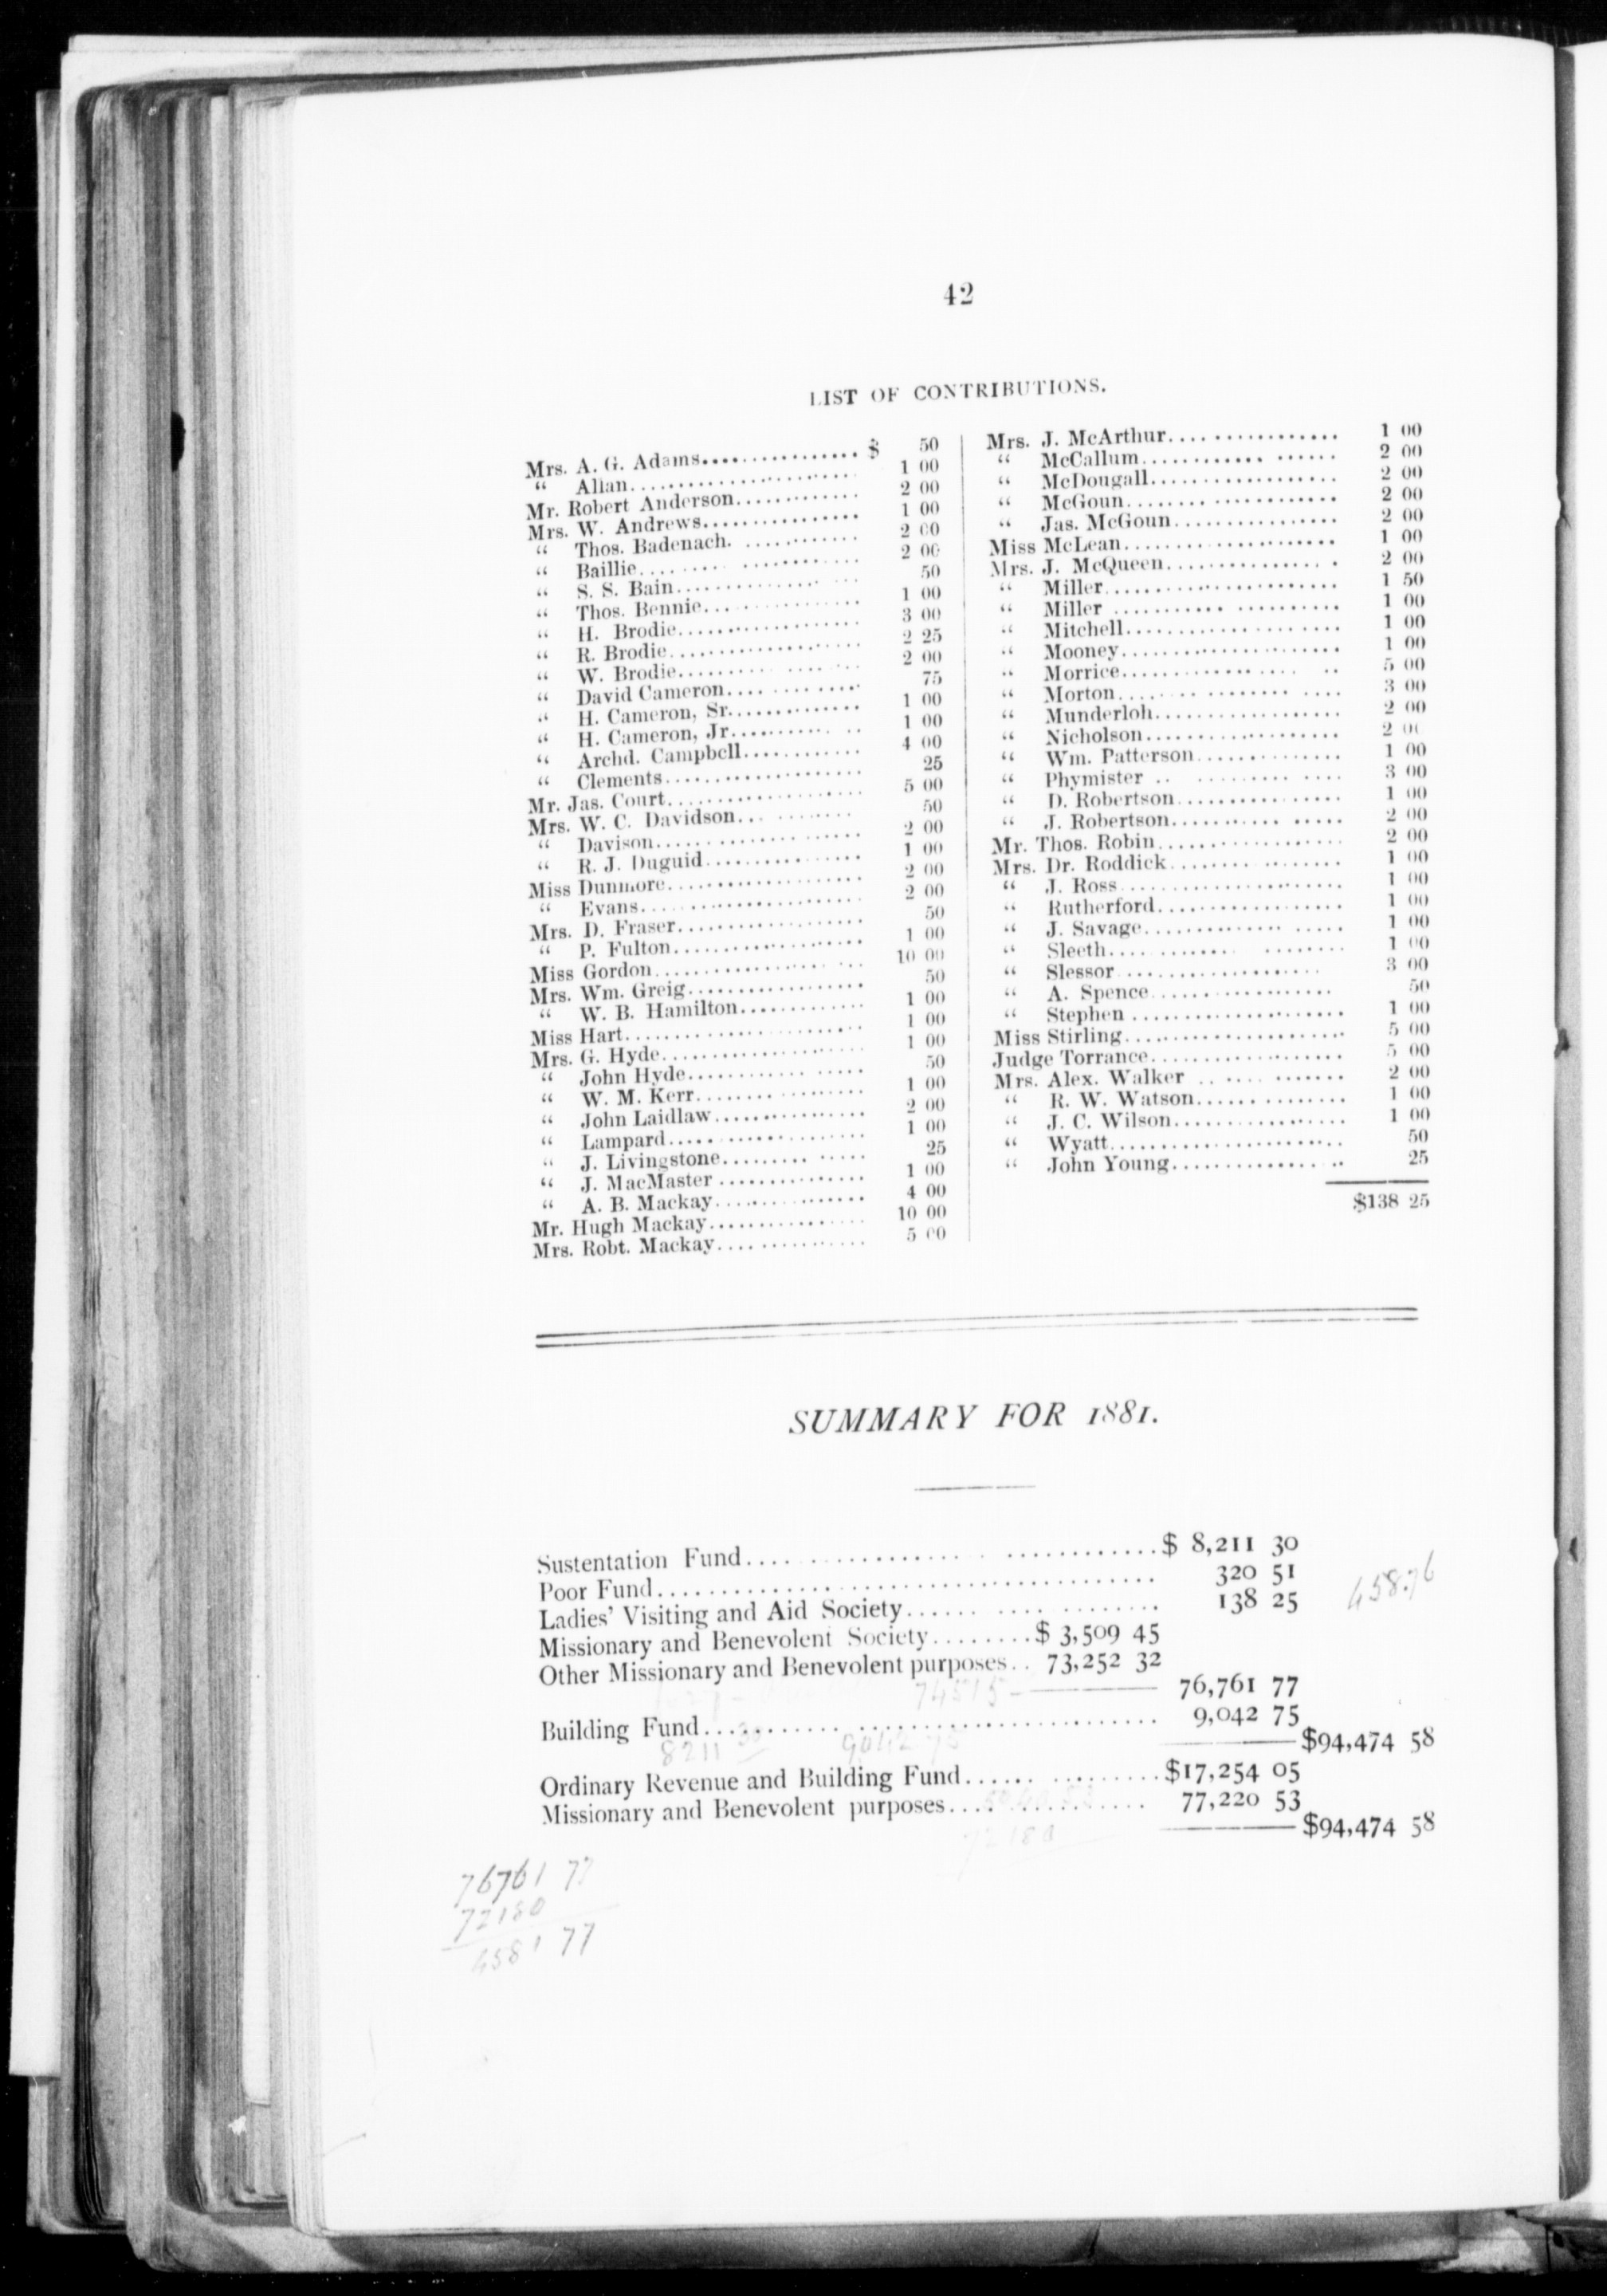 42
LIST OF CONTRIBUTIONS.
Mrs. A. G. Adams................ $ 50
“ Allan.................... 1 00
Mr. Robert Anderson............. 2 00
Mrs. W. Andrews................ 1 00
“ Thos. Badenach. ............ 2 00
“ Baillie.................... 2 00
“ S. S. Bain.................. 50
“ Thos. Bennie............... 1 00
“ H. Brodie.................. 3 00
“ R. Brodie.................. 2 25
“ W. Brodie.................. 2 00
“ David Cameron............. 75
“ H. Cameron, Sr............. 1 00
“ H. Cameron, Jr............. 1 00
“ Archd. Campbell............ 4 00
“ Clements.................. 25
Mr. Jas. Court.................... 5 00
Mrs. W. C. Davidson............ 50
“ Davison................... 2 00
“ R. J. Duguid................ 1 00
Miss Dunmore.................... 2 00
“ Evans..................... 2 00
Mrs. D. Fraser................... 50
“ P. Fulton.................. 1 00
Miss Gordon..................... 10 00
Mrs. Wm. Greig.................. 50
“ W. B. Hamilton............. 1 00
Miss Hart....................... 1 00
Mrs. G. Hyde.................... 1 00
“ John Hyde................. 50
“ W. M. Kerr................ 1 00
“ John Laidlaw............... 2 00
“ Lampard................... 1 00
“ J. Livingstone.............. 25
“ J. MacMaster ............... 1 00
“ A. B. Mackay............... 4 00
Mr. Hugh Mackay................ 10 00
Mrs. Robt. Mackay............... 5 00
Mrs. J. McArthur................. 1 00
“ McCallum.................. 2 00
“ McDougall.................. 2 00
“ McGoun.................... 2 00
“ Jas. McGoun................ 2 00
Miss McLean..................... 1 00
Mrs. J. McQueen................. 2 00
“ Miller...................... 1 50
“ Miller ..................... 1 00
“ Mitchell.................... 1 00
“ Mooney.................... 1 00
“ Morrice.................... 5 00
“ Morton.................... 3 00
“ Munderloh.................. 2 00
“ Nicholson.................. 2 00
“ Wm. Patterson.............. 1 00
“ Phymister .. .............. 3 00
“ D. Robertson................ 1 00
“ J. Robertson................ 2 00
Mr. Thos. Robin.................. 2 00
Mrs. Dr. Roddick................. 1 00
“ J. Ross..................... 1 00
“ Rutherford.................. 1 00
“ J. Savage................... 1 00
“ Sleeth...................... 1 00
“ Slessor..................... 3 00
“ A. Spence.................. 50
“ Stephen .................... 1 00
Miss Stirling..................... 5 00
Judge Torrance................... 5 00
Mrs. Alex. Walker ............... 2 00
“ R. W. Watson.............. 1 00
“ J. C. Wilson................ 1 00
“ Wyatt...................... 50
“ John Young................. 25
$138 25
SUMMARY FOR 1881.
Sustentation Fund................................$ 8,211 30
Poor Fund........................................ 320 51
458.76
Ladies’ Visiting and Aid Society.................... 138 25
Missionary and Benevolent Society........$ 3,509 45
Other Missionary and Benevolent purposes.. 73,252 32
74515
76,761 77
Building Fund.................................... 9,042 75
$94,474 58
8211 30 9042 75
Ordinary Revenue and Building Fund...............$17,254 05
Missionary and Benevolent purposes................ 77,220 53
$94,474 58
72180
76761 77
72180
4581 77